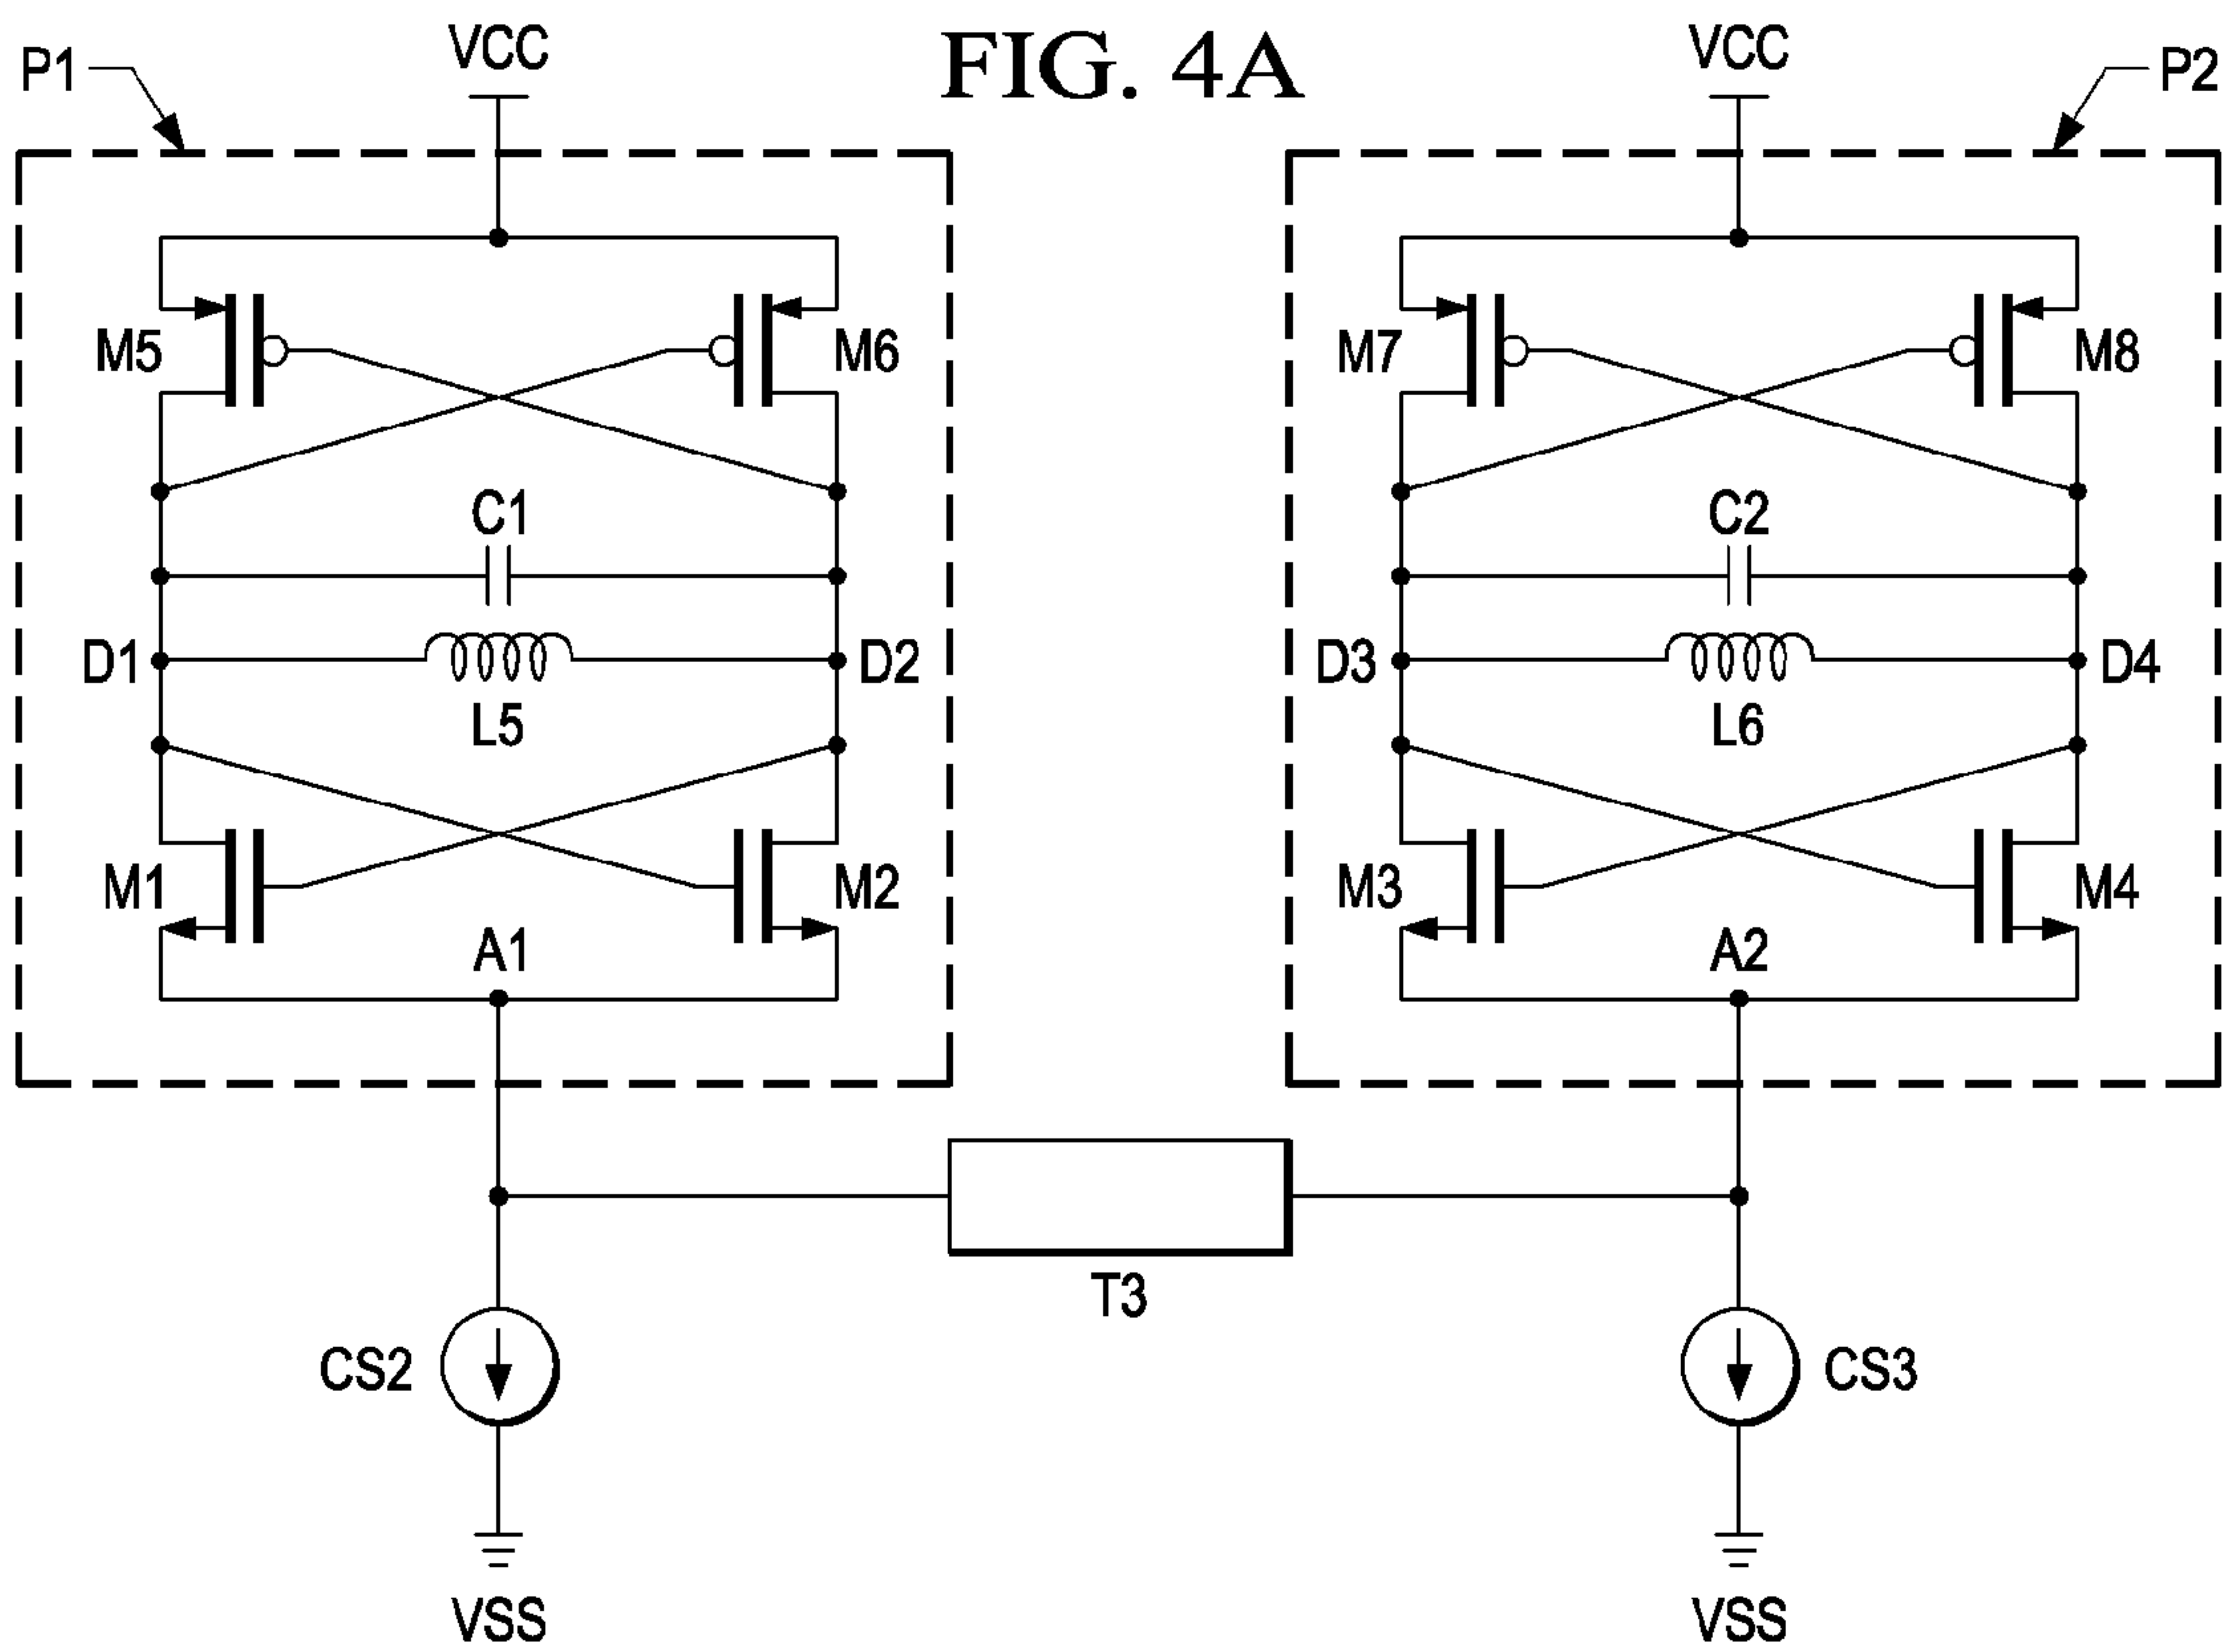 FIG. 4A
P1
VCC
VCC
P2
M5
M6
M7
M8
C1
C2
D1
D2
D3
D4
L5
L6
M1
M2
M3
M4
A1
A2
T3
CS2
CS3
VSS
VSS